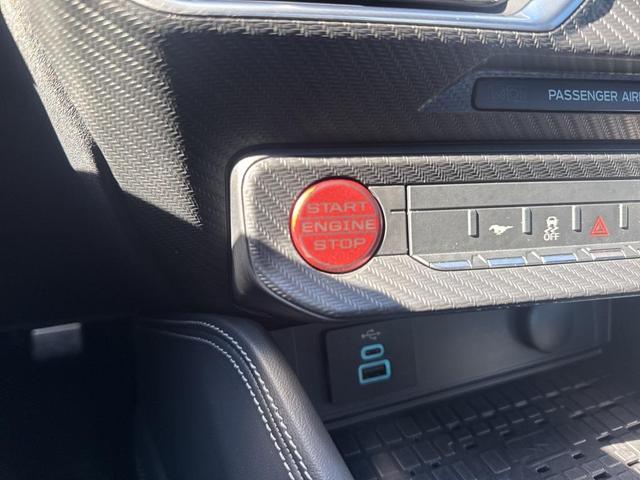 PASSENGER AIR
START
ENGINE
STOP
OFF